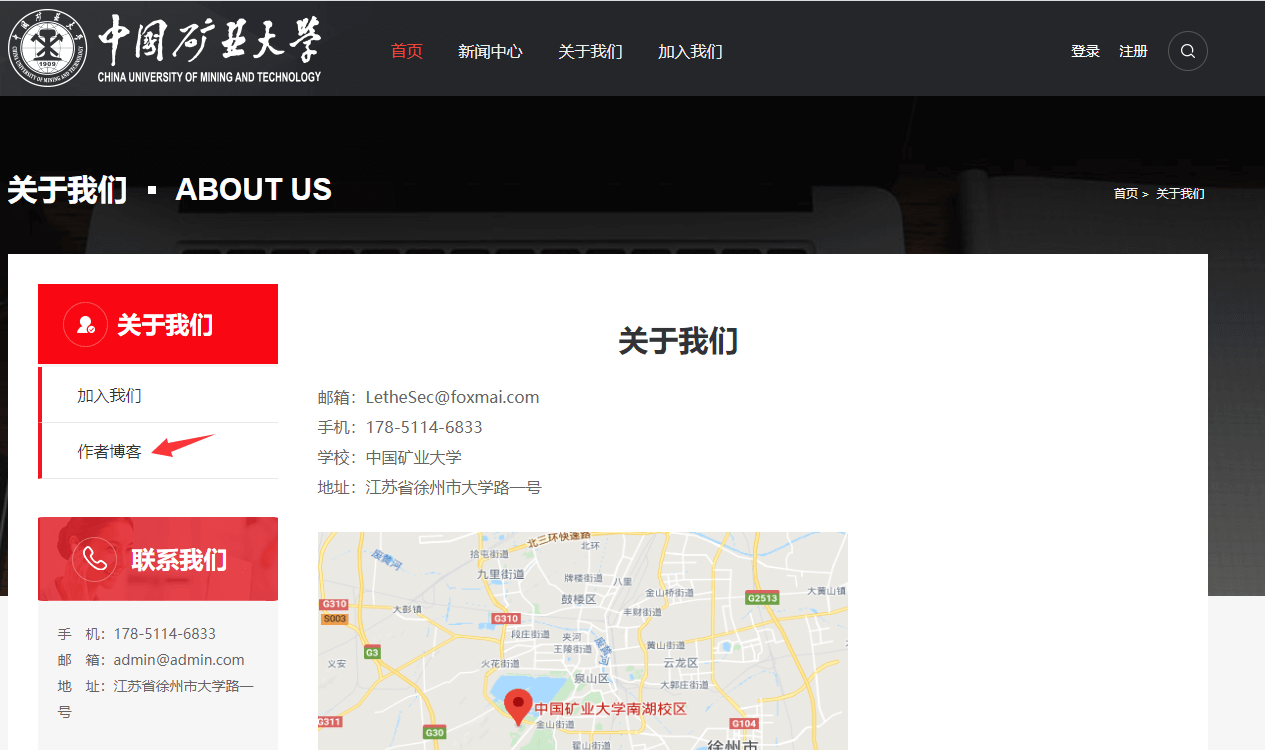 中国矿业大学
CHINA UNIVERSITY OF MINING AND TECHNOLOGY
1909
首页 新闻中心 关于我们 加入我们
登录 注册
关于我们 ▪ ABOUT US
首页 > 关于我们
关于我们
加入我们
作者博客
联系我们
手 机：178-5114-6833
邮 箱：admin@admin.com
地 址：江苏省徐州市大学路一
号
关于我们
邮箱：LetheSec@foxmai.com
手机：178-5114-6833
学校：中国矿业大学
地址：江苏省徐州市大学路一号
北三环快速路
北环
故黄河
拾屯街道
九里街道
牌楼街道
八里
金山桥街道
大黄山镇
G2513
鼓楼区
G310
大彭镇
丰财街道
S003
G310
段庄街道
夹河
王陵街道
故黄河
黄山街道
G3
义安
火花街道
云龙区
泉山区
大郭庄街道
中国矿业大学南湖校区
G311
金山街道
G104
G30
翟山街道
徐州市